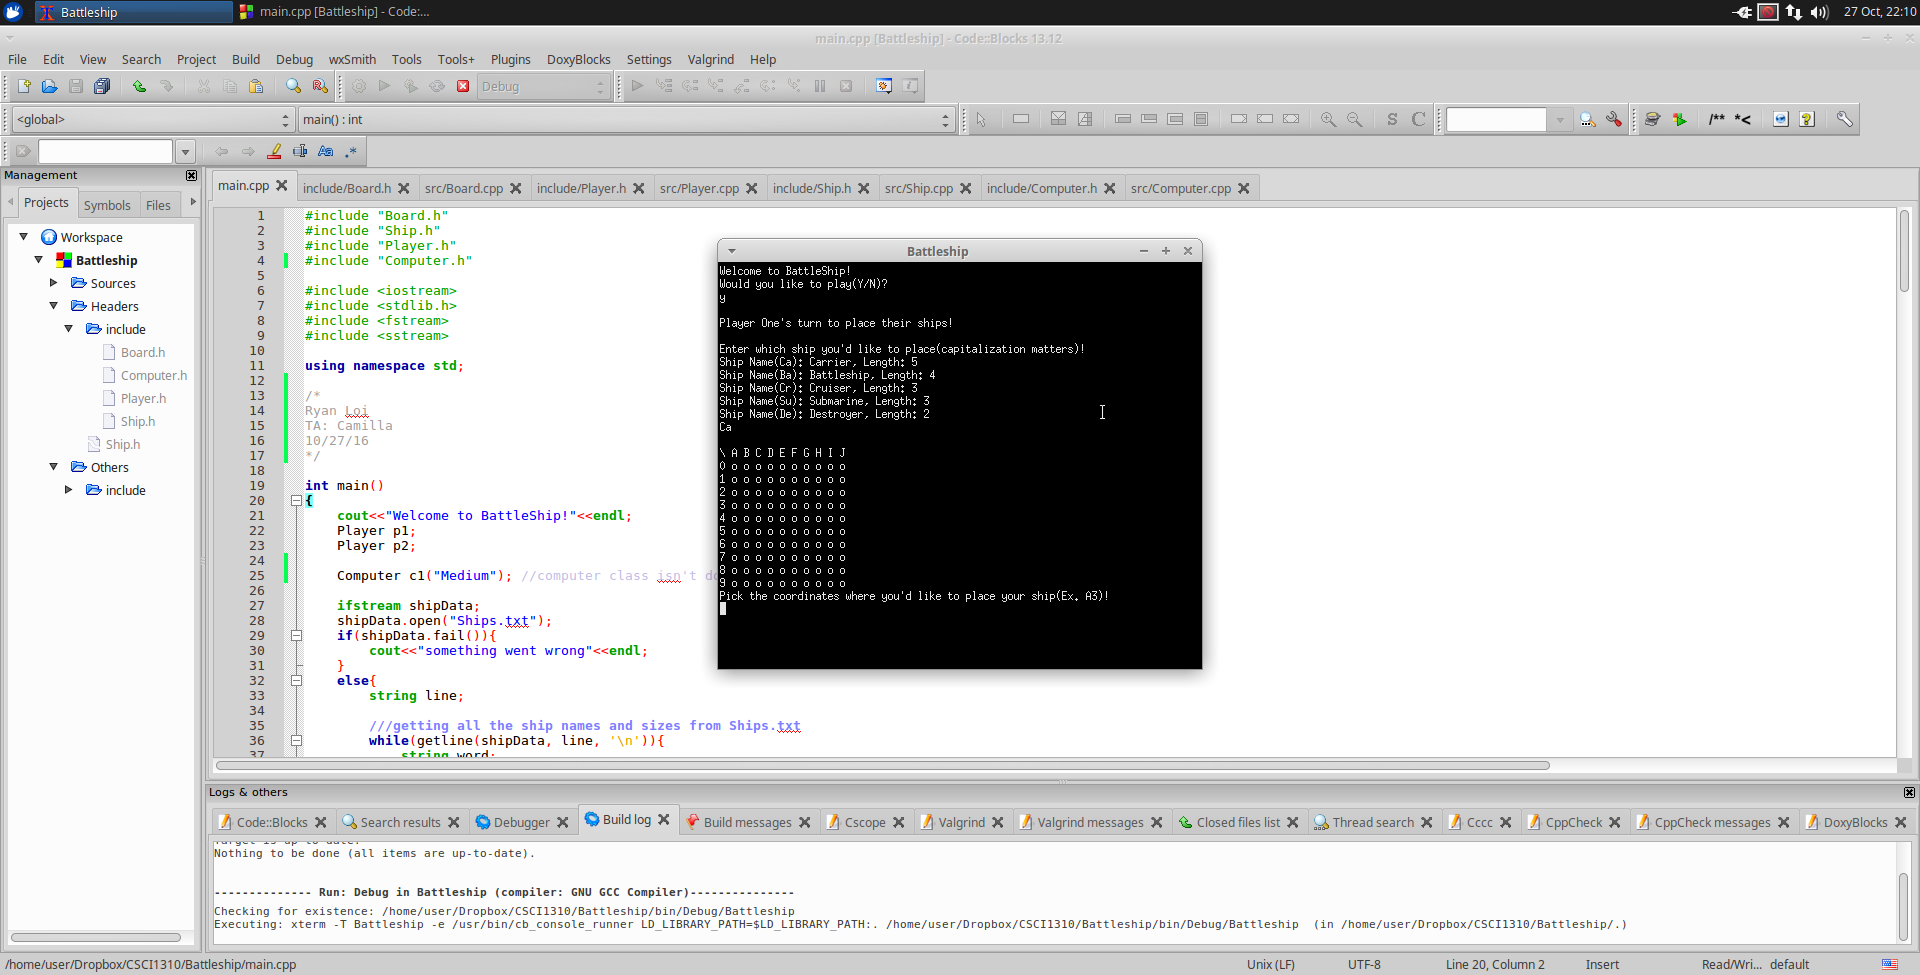 Battleship
main.cpp [Battleship] - Code:...
27 Oct, 22:10
main.cpp [Battleship] - Code::Blocks 13.12
File Edit View Search Project Build Debug wxSmith Tools Tools+ Plugins DoxyBlocks Settings Valgrind Help
Debug
<global>
main() : int
S C
/** *<
Aa .*
Management
Projects Symbols Files
Workspace
Battleship
Sources
Headers
include
Board.h
Computer.h
Player.h
Ship.h
Ship.h
Others
include
main.cpp include/Board.h src/Board.cpp include/Player.h src/Player.cpp include/Ship.h src/Ship.cpp include/Computer.h src/Computer.cpp
1 #include "Board.h"
2 #include "Ship.h"
3 #include "Player.h"
4 #include "Computer.h"
5
6 #include <iostream>
7 #include <stdlib.h>
8 #include <fstream>
9 #include <sstream>
10
11 using namespace std;
12
13 /*
14 Ryan Loi
15 TA: Camilla
16 10/27/16
17 */
18
19 int main()
20 {
21 cout<<"Welcome to BattleShip!"<<endl;
22 Player p1;
23 Player p2;
24
25 Computer c1("Medium"); //computer class isn't
26
27 ifstream shipData;
28 shipData.open("Ships.txt");
29 if(shipData.fail()){
30 cout<<"something went wrong"<<endl;
31 }
32 else{
33 string line;
34
35 ///getting all the ship names and sizes from Ships.txt
36 while(getline(shipData, line, '\n')){
37 string word;
Battleship
Welcome to BattleShip!
Would you like to play(Y/N)?
y
Player One's turn to place their ships!
Enter which ship you'd like to place(capitalization matters)!
Ship Name(Ca): Carrier, Length: 5
Ship Name(Ba): Battleship, Length: 4
Ship Name(Cr): Cruiser, Length: 3
Ship Name(Su): Submarine, Length: 3
Ship Name(De): Destroyer, Length: 2
Ca
\ A B C D E F G H I J
0 o o o o o o o o o o
1 o o o o o o o o o o
2 o o o o o o o o o o
3 o o o o o o o o o o
4 o o o o o o o o o o
5 o o o o o o o o o o
6 o o o o o o o o o o
7 o o o o o o o o o o
8 o o o o o o o o o o
9 o o o o o o o o o o
Pick the coordinates where you'd like to place your ship(Ex. A3)!
Logs & others
Code::Blocks Search results Debugger Build log Build messages Cscope Valgrind Valgrind messages Closed files list Thread search Cccc CppCheck CppCheck messages DoxyBlocks
Target is up to date.
Nothing to be done (all items are up-to-date).
-------------- Run: Debug in Battleship (compiler: GNU GCC Compiler)---------------
Checking for existence: /home/user/Dropbox/CSCI1310/Battleship/bin/Debug/Battleship
Executing: xterm -T Battleship -e /usr/bin/cb_console_runner LD_LIBRARY_PATH=$LD_LIBRARY_PATH:. /home/user/Dropbox/CSCI1310/Battleship/bin/Debug/Battleship (in /home/user/Dropbox/CSCI1310/Battleship/.)
/home/user/Dropbox/CSCI1310/Battleship/main.cpp
Unix (LF) UTF-8 Line 20, Column 2 Insert Read/Wri... default